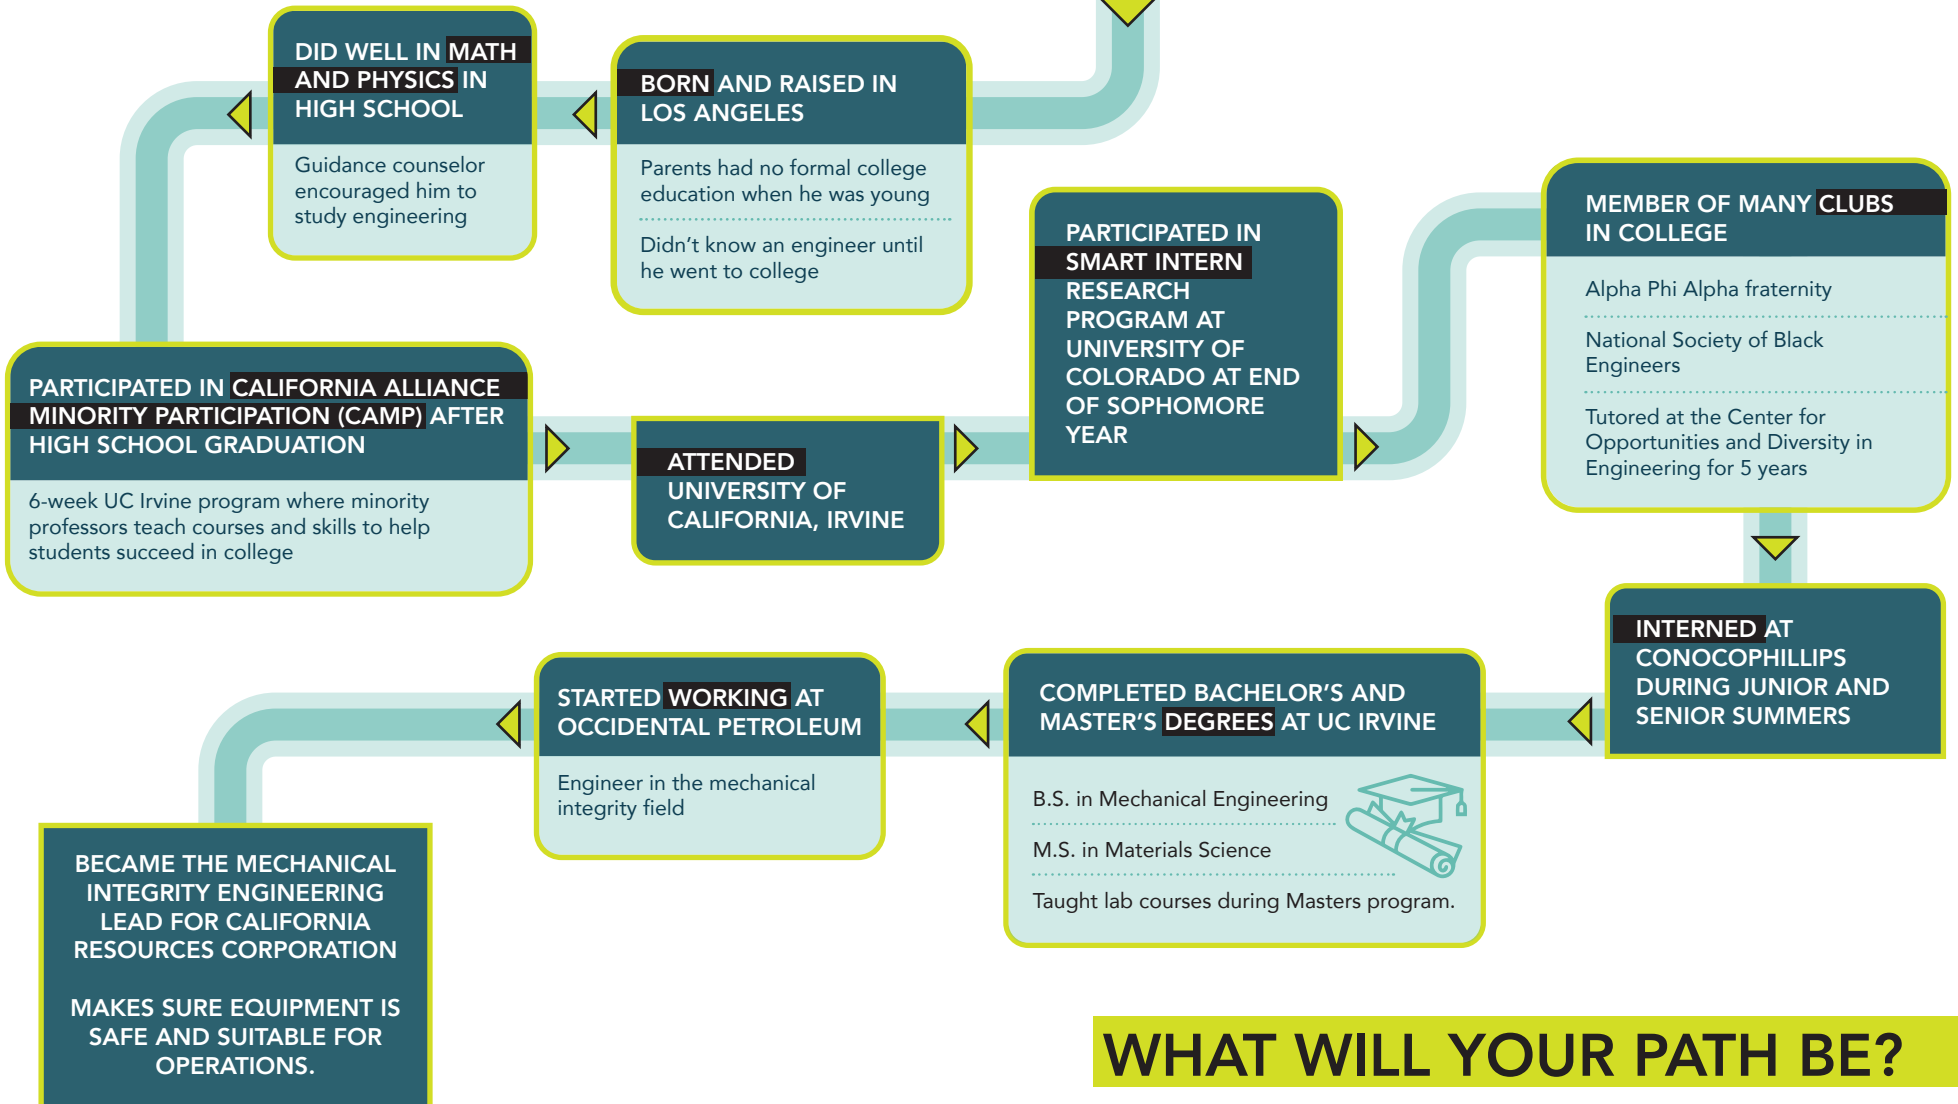 BORN AND RAISED IN
LOS ANGELES
Parents had no formal college
education when he was young
Didn’t know an engineer until
he went to college
DID WELL IN MATH
AND PHYSICS IN
HIGH SCHOOL
Guidance counselor
encouraged him to
study engineering
PARTICIPATED IN CALIFORNIA ALLIANCE
MINORITY PARTICIPATION (CAMP) AFTER
HIGH SCHOOL GRADUATION
6-week UC Irvine program where minority
professors teach courses and skills to help
students succeed in college
ATTENDED
UNIVERSITY OF
CALIFORNIA, IRVINE
PARTICIPATED IN
SMART INTERN
RESEARCH
PROGRAM AT
UNIVERSITY OF
COLORADO AT END
OF SOPHOMORE
YEAR
MEMBER OF MANY CLUBS
IN COLLEGE
Alpha Phi Alpha fraternity
National Society of Black
Engineers
Tutored at the Center for
Opportunities and Diversity in
Engineering for 5 years
INTERNED AT
CONOCOPHILLIPS
DURING JUNIOR AND
SENIOR SUMMERS
COMPLETED BACHELOR’S AND
MASTER’S DEGREES AT UC IRVINE
B.S. in Mechanical Engineering
M.S. in Materials Science
Taught lab courses during Masters program.
STARTED WORKING AT
OCCIDENTAL PETROLEUM
Engineer in the mechanical
integrity field
BECAME THE MECHANICAL
INTEGRITY ENGINEERING
LEAD FOR CALIFORNIA
RESOURCES CORPORATION
MAKES SURE EQUIPMENT IS
SAFE AND SUITABLE FOR
OPERATIONS.
WHAT WILL YOUR PATH BE?